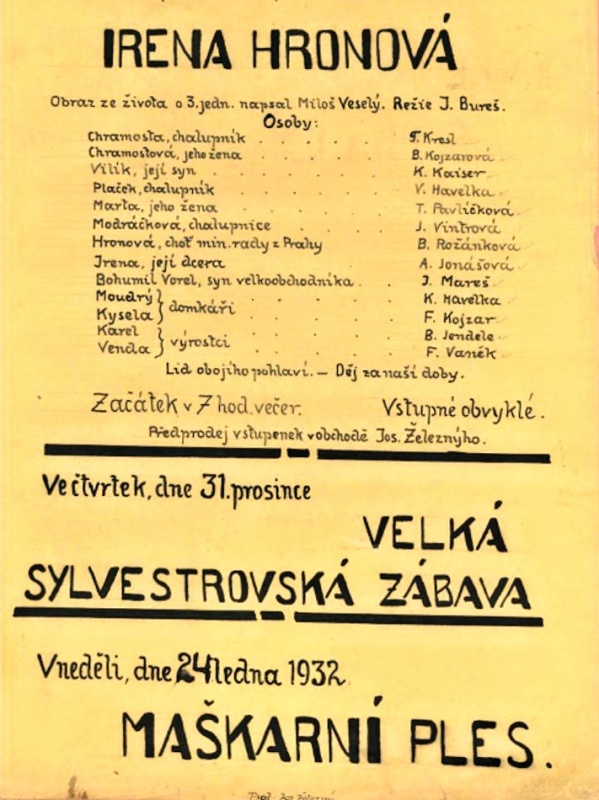 IRENA HRONOVÁ
Obraz ze života o 3.jedn. napsal Miloš Veselý. Režie J. Bureš.
Osoby:
Chramosta, chalupník . . . . . T. Kresl
Chramostová, jeho žena . . . . B. Kojzarová
Vilík, její syn . . . . . K. Kaiser
Plaček, chalupník . . . . . V. Havelka
Marta, jeho žena . . . . . T. Pavlíčková
Modráčková, chalupnice . . . . J. Vintrová
Hronová, choť min. rady z Prahy B. Rožánková
Irena, její dcera . . . . A. Jonášová
Bohumil Vorel, syn velkoobchodníka . . J. Mareš
Moudrý } domkáři . . . . K. Havelka
Kysela F. Kojzar
Karel } výrostci . . . . B. Jendele
Venda F. Vaněk
Lid obojího pohlaví. — Děj za naší doby.
Začátek v 7 hod. večer. Vstupné obvyklé.
Předprodej vstupenek v obchodě Jos. Železnýho.
Ve čtvrtek, dne 31. prosince
VELKÁ
SYLVESTROVSKÁ ZÁBAVA
V neděli, dne 24 ledna 1932
MAŠKARNÍ PLES.